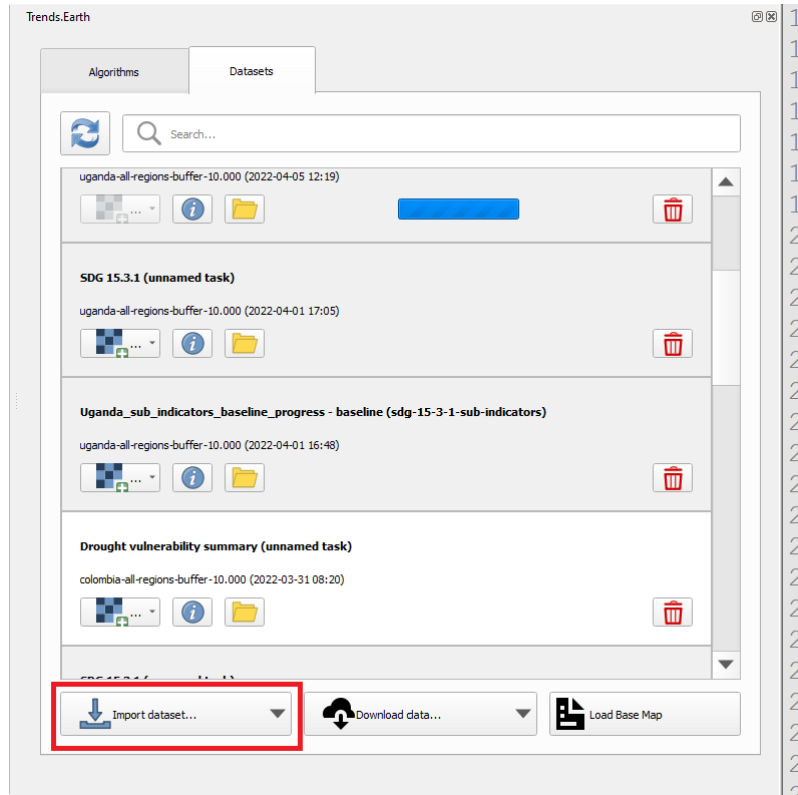 Trends.Earth
Algorithms
Datasets
Search...
uganda-all-regions-buffer-10.000 (2022-04-05 12:19)
...
SDG 15.3.1 (unnamed task)
uganda-all-regions-buffer-10.000 (2022-04-01 17:05)
...
Uganda_sub_indicators_baseline_progress - baseline (sdg-15-3-1-sub-indicators)
uganda-all-regions-buffer-10.000 (2022-04-01 16:48)
...
Drought vulnerability summary (unnamed task)
colombia-all-regions-buffer-10.000 (2022-03-31 08:20)
...
Import dataset...
Download data...
Load Base Map